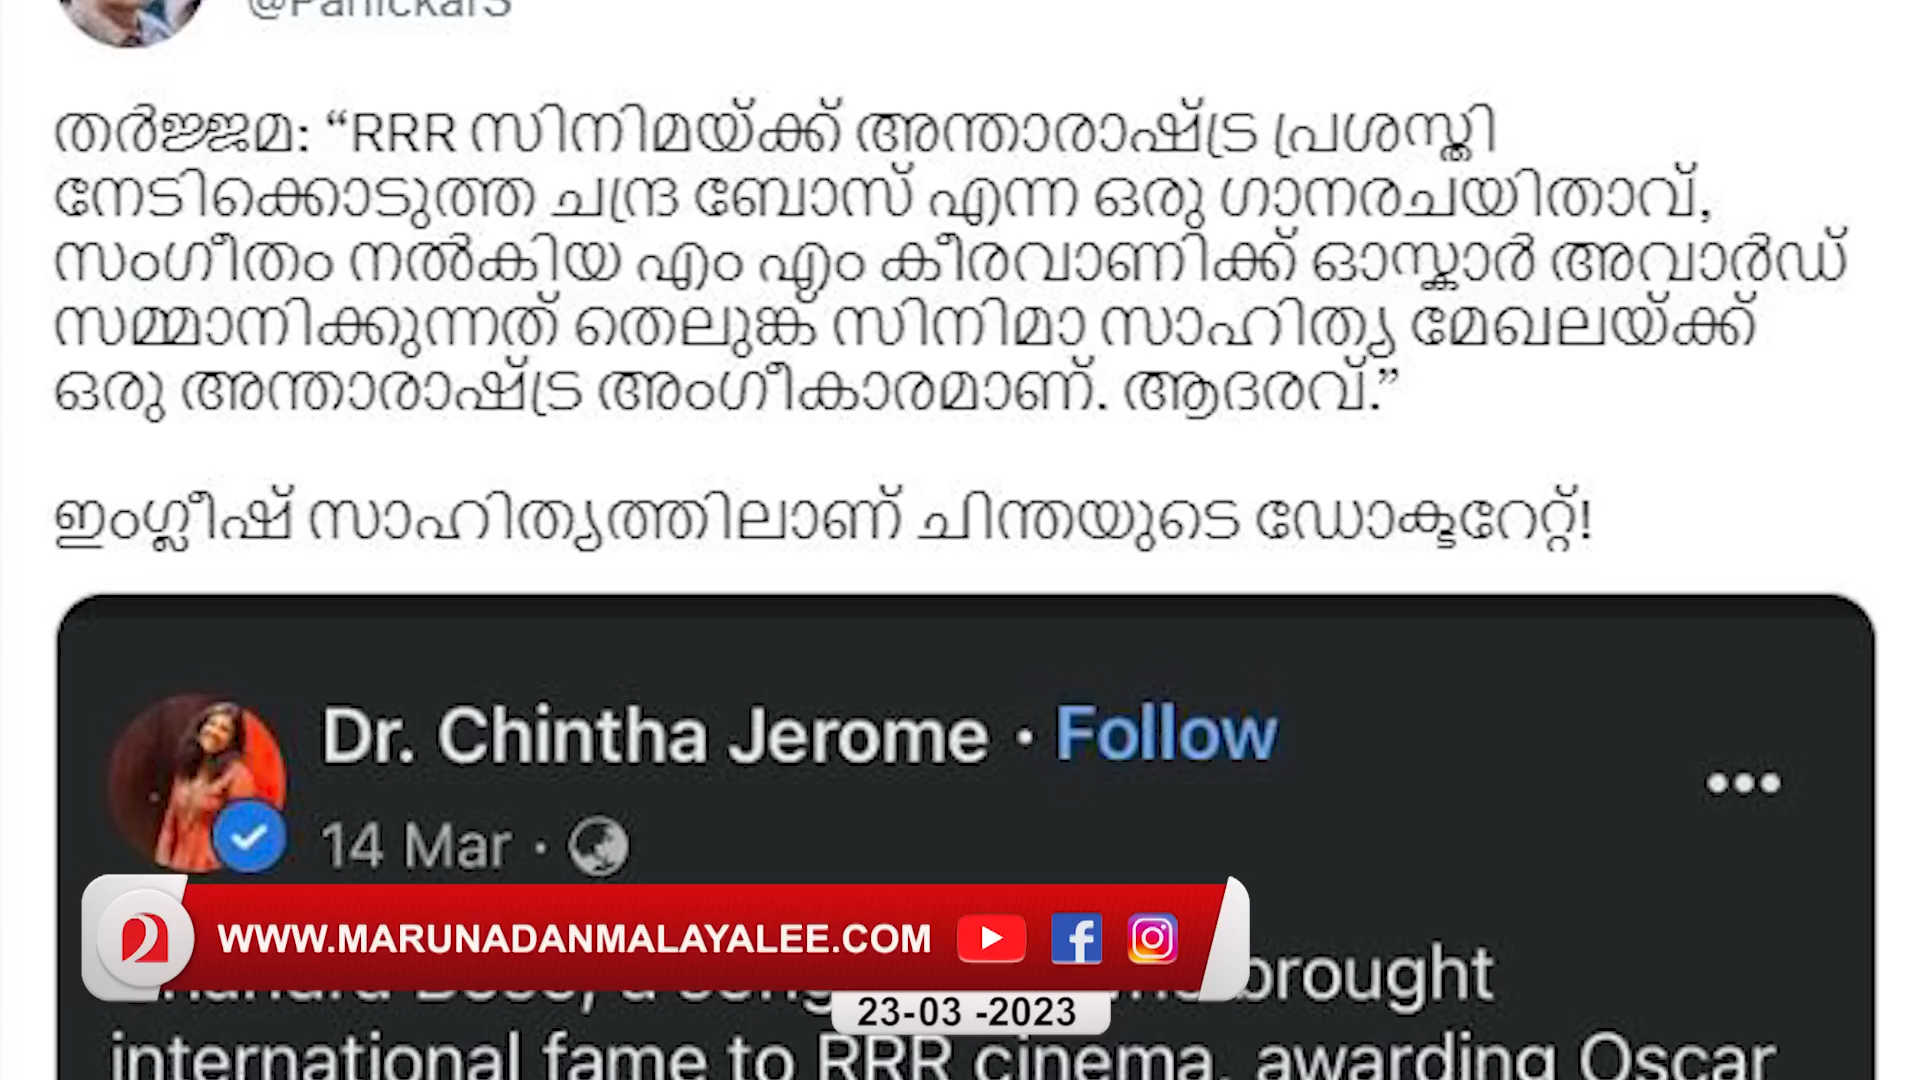 @PanickarS
തർജ്ജമ: “RRR സിനിമയ്ക്ക് അന്താരാഷ്ട്ര പ്രശസ്തി
നേടിക്കൊടുത്ത ചന്ദ്ര ബോസ് എന്ന ഒരു ഗാനരചയിതാവ്,
സംഗീതം നൽകിയ എം എം കീരവാണിക്ക് ഓസ്കാർ അവാർഡ്
സമ്മാനിക്കുന്നത് തെലുങ്ക് സിനിമാ സാഹിത്യ മേഖലയ്ക്ക്
ഒരു അന്താരാഷ്ട്ര അംഗീകാരമാണ്. ആദരവ്.”
ഇംഗ്ലീഷ് സാഹിത്യത്തിലാണ് ചിന്തയുടെ ഡോക്ടറേറ്റ്!
Dr. Chintha Jerome · Follow
14 Mar ·
WWW.MARUNADANMALAYALEE.COM
brought
23-03 -2023
international fame to RRR cinema, awarding Oscar